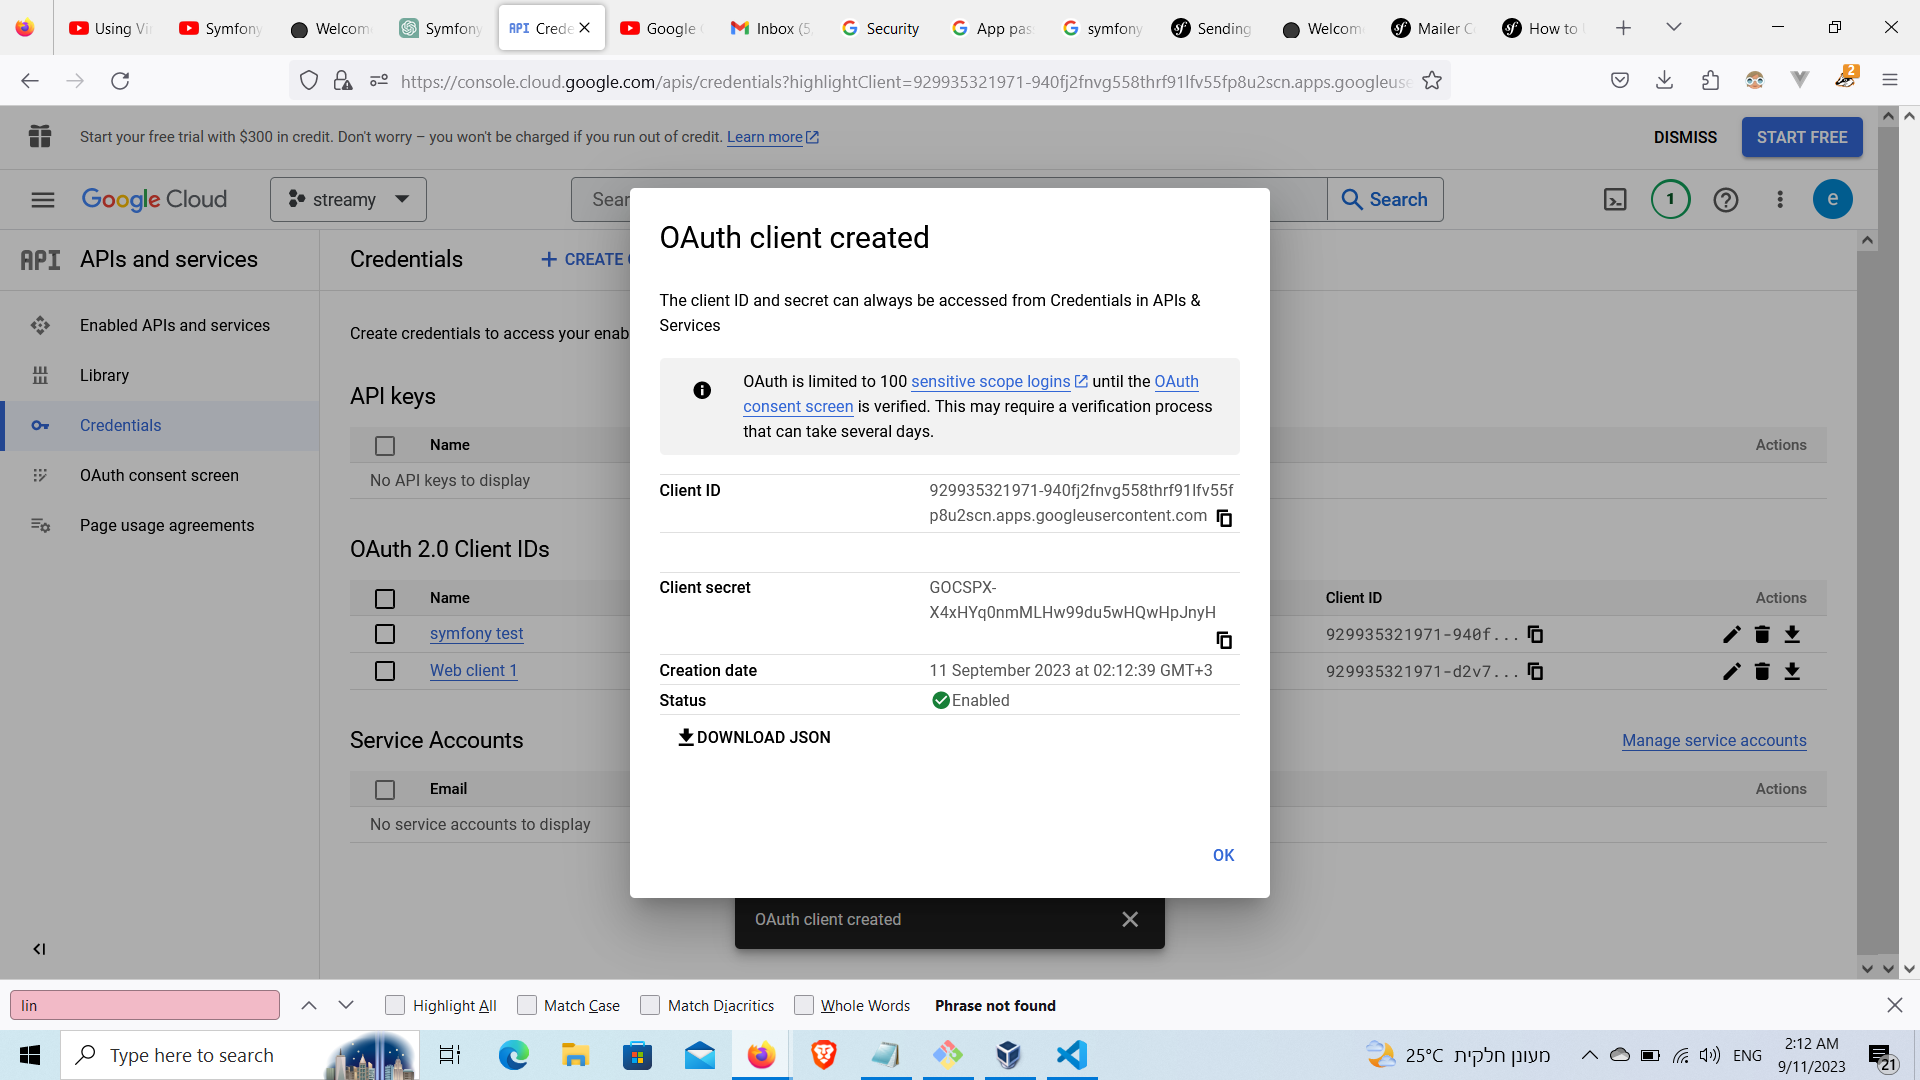 Using Vi
Symfony
Welcom
Symfony
API Crede
Google
Inbox (5
Security
App pas
symfony
Sending
Welcom
Mailer C
How to
https://console.cloud.google.com/apis/credentials?highlightClient=929935321971-940fj2fnvg558thrf91lfv55fp8u2scn.apps.googleuse
2
Start your free trial with $300 in credit. Don't worry – you won't be charged if you run out of credit. Learn more
DISMISS
START FREE
Google Cloud
streamy
Sear
Search
1
e
API APIs and services
Credentials
CREATE
Enabled APIs and services
Library
Credentials
OAuth consent screen
Page usage agreements
Create credentials to access your enab
API keys
Name
Actions
No API keys to display
OAuth 2.0 Client IDs
Name
Client ID
Actions
symfony test
929935321971-940f...
Web client 1
929935321971-d2v7...
Service Accounts
Manage service accounts
Email
Actions
No service accounts to display
OAuth client created
The client ID and secret can always be accessed from Credentials in APIs &
Services
OAuth is limited to 100 sensitive scope logins until the OAuth
consent screen is verified. This may require a verification process
that can take several days.
Client ID
929935321971-940fj2fnvg558thrf91lfv55f
p8u2scn.apps.googleusercontent.com
Client secret
GOCSPX-
X4xHYq0nmMLHw99du5wHQwHpJnyH
Creation date
11 September 2023 at 02:12:39 GMT+3
Status
Enabled
DOWNLOAD JSON
OK
OAuth client created
lin
Highlight All
Match Case
Match Diacritics
Whole Words
Phrase not found
Type here to search
25°C מעונן חלקית
ENG
2:12 AM
9/11/2023
21